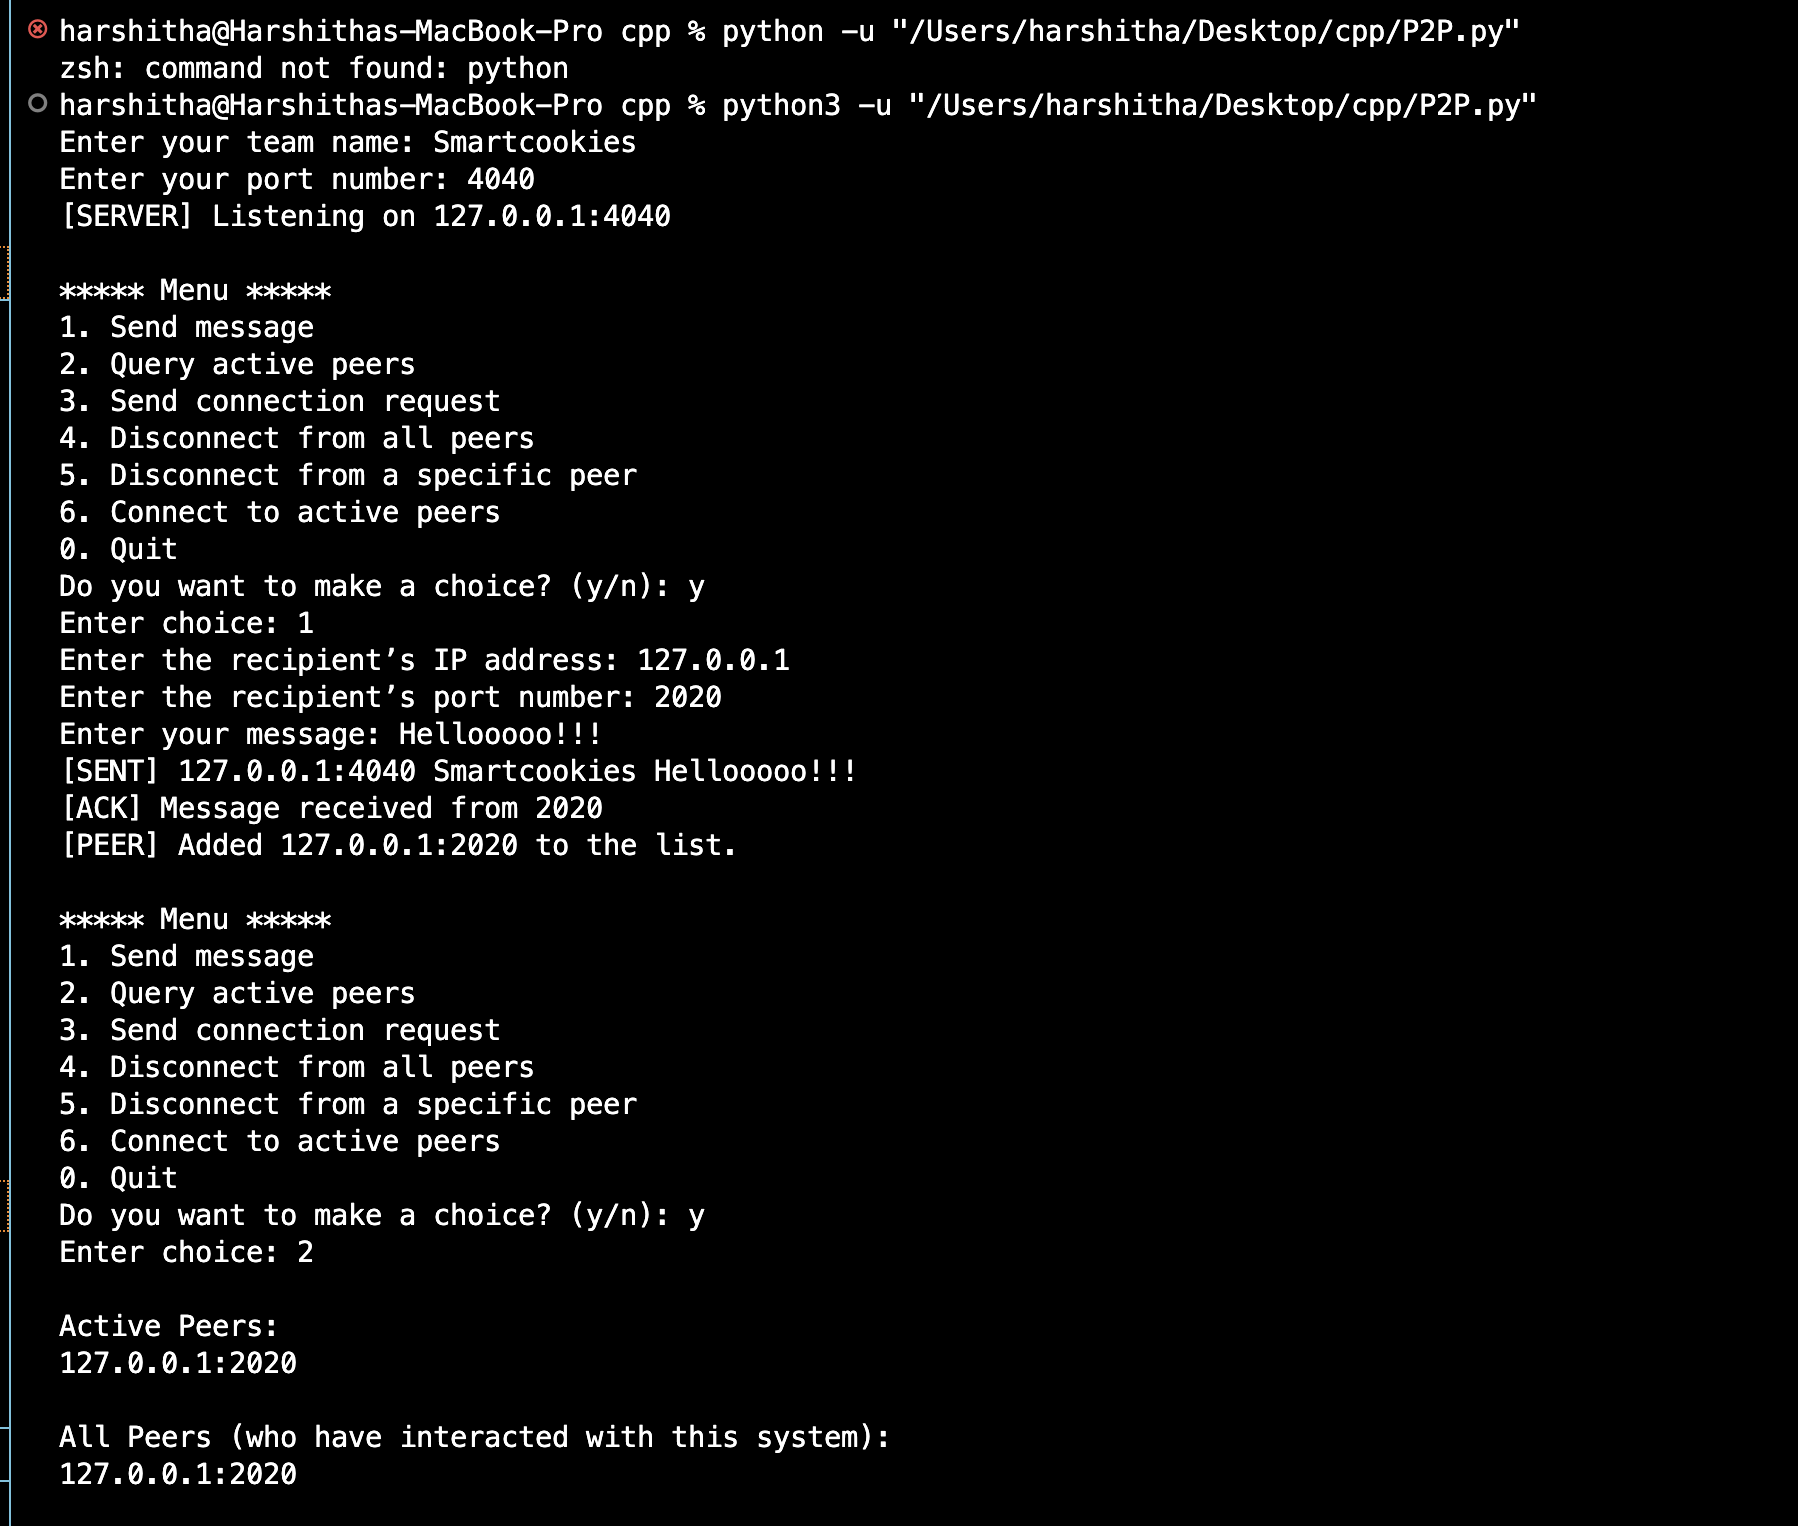 harshitha@Harshithas-MacBook-Pro cpp % python -u "/Users/harshitha/Desktop/cpp/P2P.py"
zsh: command not found: python
harshitha@Harshithas-MacBook-Pro cpp % python3 -u "/Users/harshitha/Desktop/cpp/P2P.py"
Enter your team name: Smartcookies
Enter your port number: 4040
[SERVER] Listening on 127.0.0.1:4040
***** Menu *****
1. Send message
2. Query active peers
3. Send connection request
4. Disconnect from all peers
5. Disconnect from a specific peer
6. Connect to active peers
0. Quit
Do you want to make a choice? (y/n): y
Enter choice: 1
Enter the recipient’s IP address: 127.0.0.1
Enter the recipient’s port number: 2020
Enter your message: Hellooooo!!!
[SENT] 127.0.0.1:4040 Smartcookies Hellooooo!!!
[ACK] Message received from 2020
[PEER] Added 127.0.0.1:2020 to the list.
***** Menu *****
1. Send message
2. Query active peers
3. Send connection request
4. Disconnect from all peers
5. Disconnect from a specific peer
6. Connect to active peers
0. Quit
Do you want to make a choice? (y/n): y
Enter choice: 2
Active Peers:
127.0.0.1:2020
All Peers (who have interacted with this system):
127.0.0.1:2020